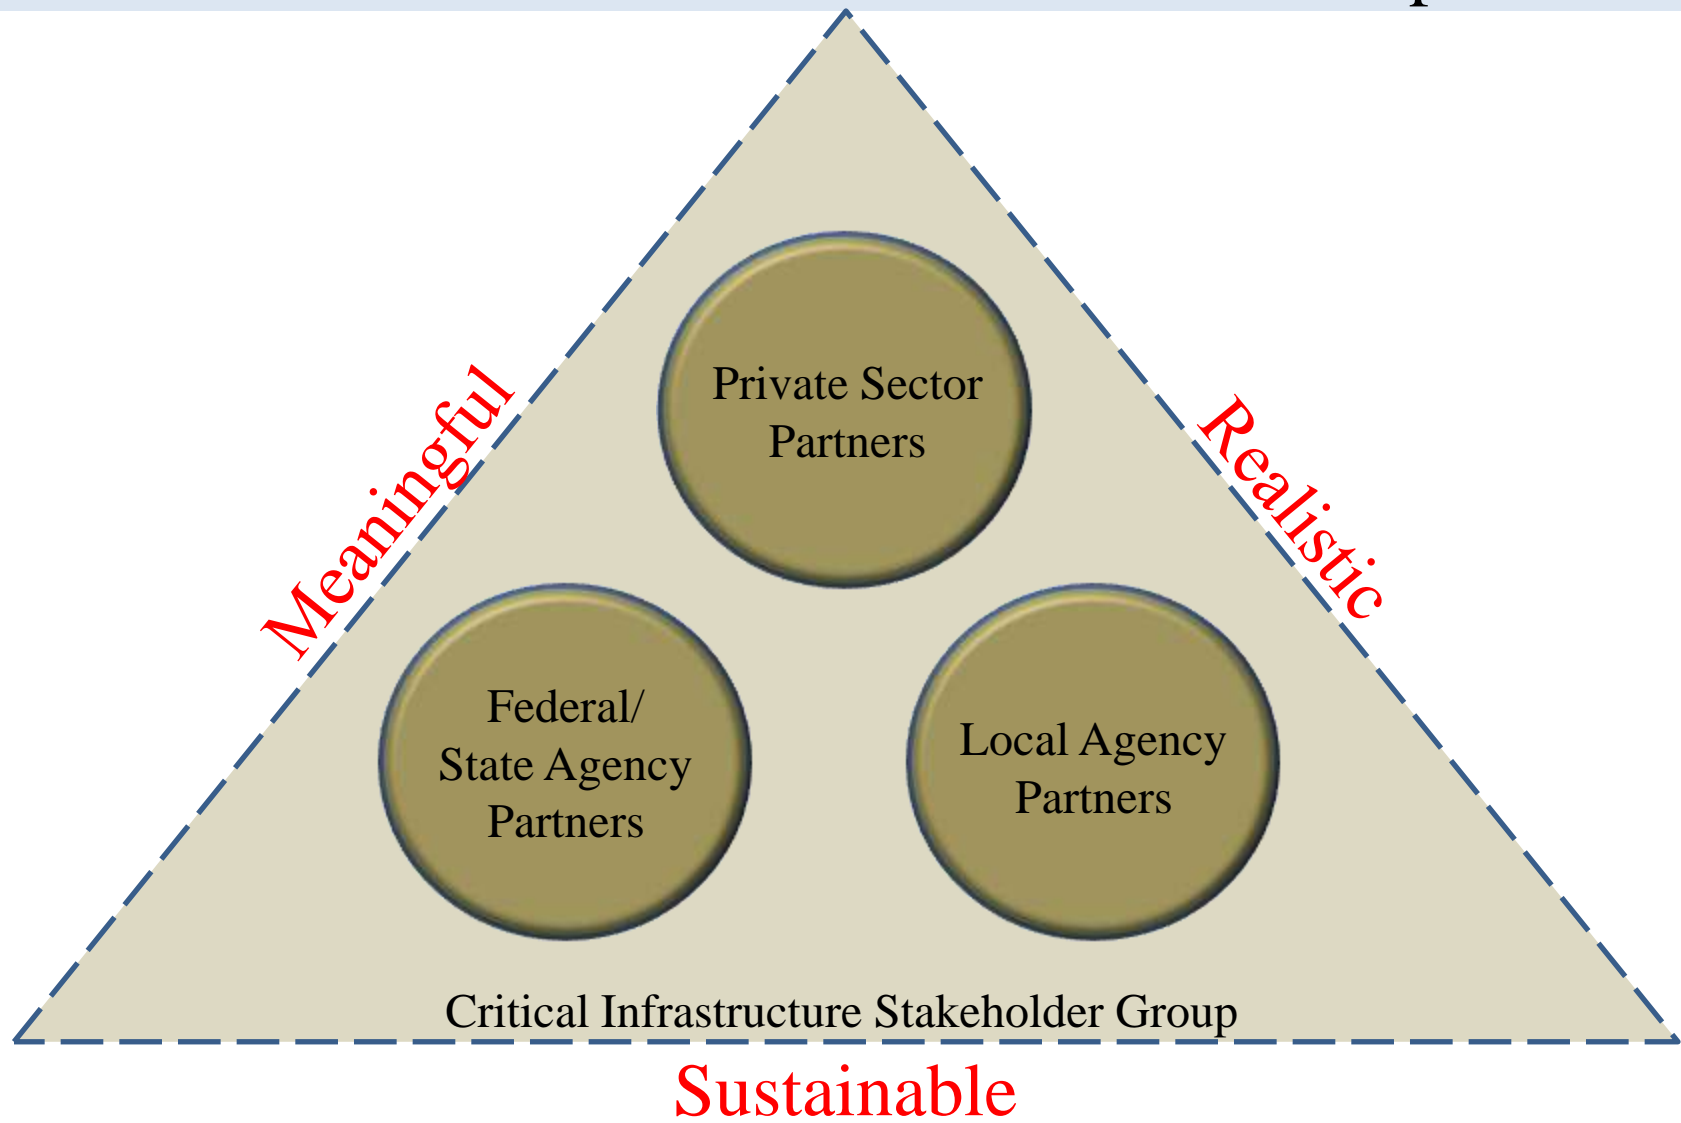 Private Sector
Partners
Meaningful
Realistic
Federal/
State Agency
Partners
Local Agency
Partners
Critical Infrastructure Stakeholder Group
Sustainable